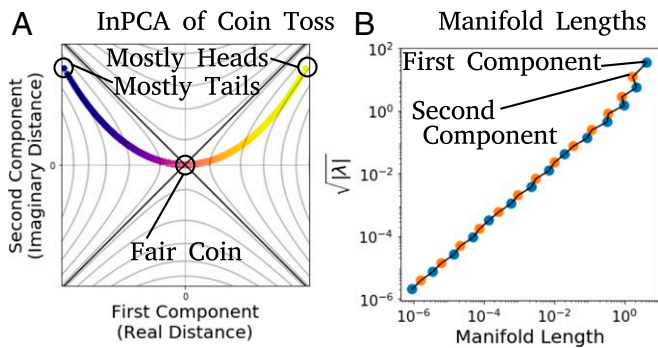 A
InPCA of Coin Toss
Mostly Heads
Mostly Tails
Fair Coin
Second Component
(Imaginary Distance)
0
0
First Component
(Real Distance)
B
Manifold Lengths
First Component
Second
Component
√|λ|
10²
10⁰
10⁻²
10⁻⁴
10⁻⁶
10⁻⁶
10⁻⁴
10⁻²
10⁰
Manifold Length